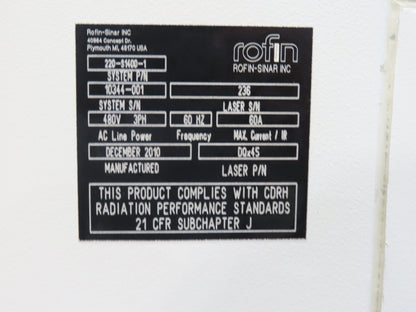 Rofin-Sinar INC
40984 Concept Dr.
Plymouth MI, 48170 USA
rofin
ROFIN-SINAR INC
220-S1400-1
SYSTEM P/N
10344-001 236
SYSTEM S/N LASER S/N
480V 3PH 60 HZ 60A
AC Line Power Frequency MAX. Current / IR
DECEMBER 2010 DQx45
MANUFACTURED LASER P/N
THIS PRODUCT COMPLIES WITH CDRH
RADIATION PERFORMANCE STANDARDS
21 CFR SUBCHAPTER J